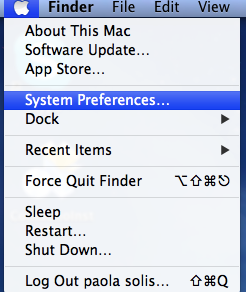 Finder File Edit View
About This Mac
Software Update...
App Store...
System Preferences...
Dock
Recent Items
Force Quit Finder ⌥⇧⌘⎋
Sleep
Restart...
Shut Down...
Log Out paola solis... ⇧⌘Q